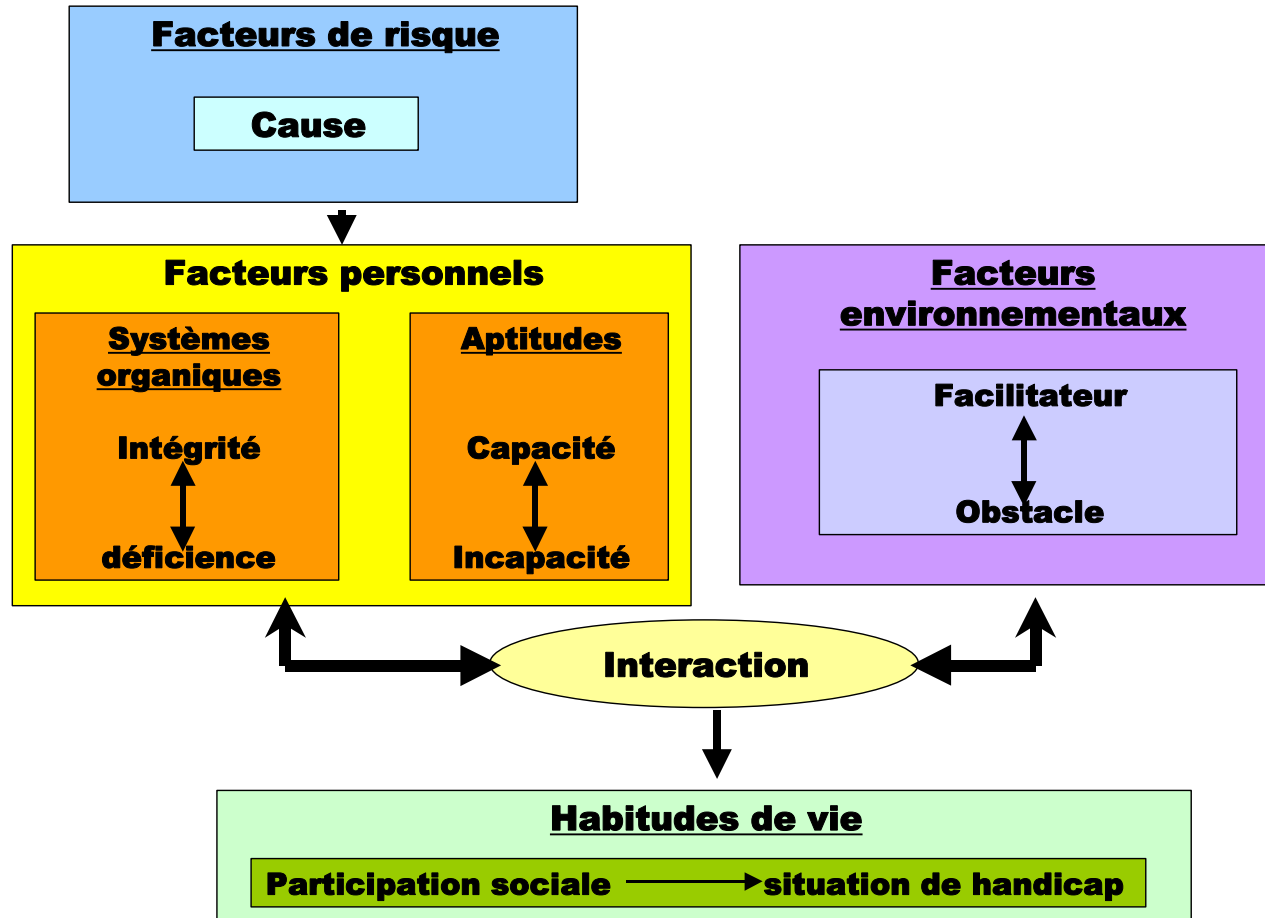 Facteurs de risque
Cause
Facteurs personnels
Systèmes
organiques
Intégrité
déficience
Aptitudes
Capacité
Incapacité
Facteurs
environnementaux
Facilitateur
Obstacle
Interaction
Habitudes de vie
Participation sociale situation de handicap